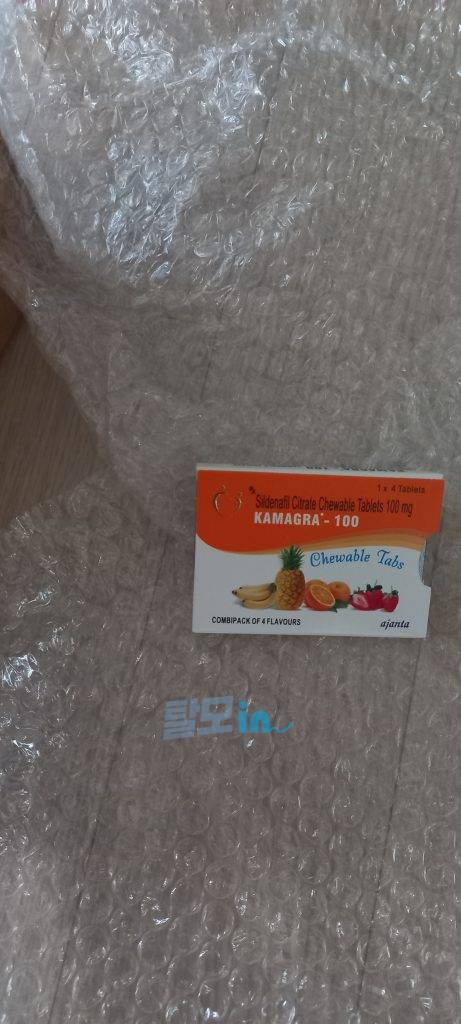 1 x 4 Tablets
Sildenafil Citrate Chewable Tablets 100 mg
KAMAGRA® - 100
Chewable Tabs
COMBIPACK OF 4 FLAVOURS
ajanta
탈모in